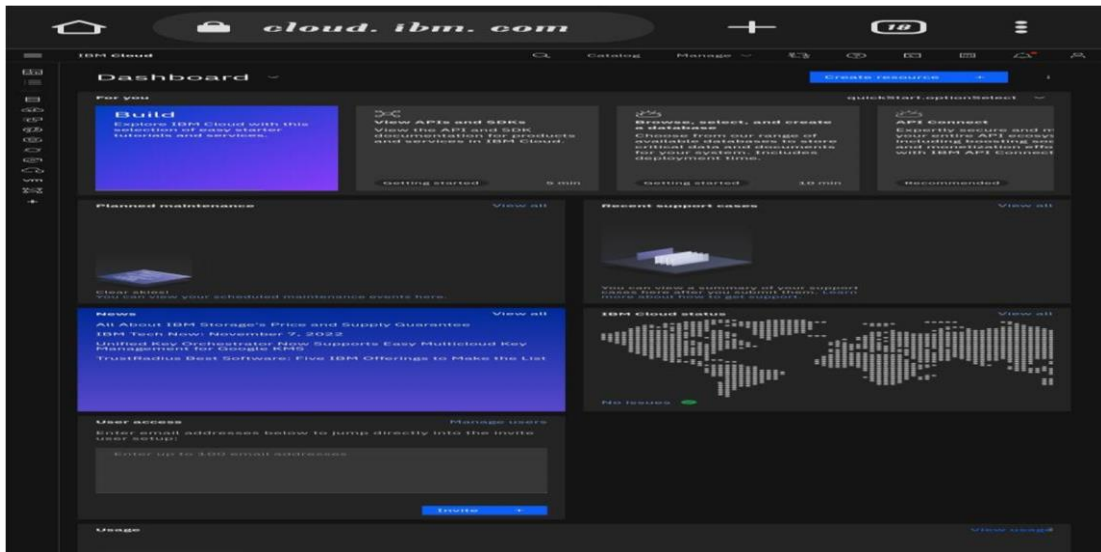 cloud. ibm. com
18
IBM Cloud
Catalog
Manage
Dashboard
Create resource +
For you
quickStart.optionSelect
Build
Explore IBM Cloud with this
selection of easy starter
tutorials and services.
View APIs and SDKs
View the API and SDK
documentation for products
and services in IBM Cloud.
Getting started
5 min
Browse, select, and create
a database
Choose from our range of
available databases to store
critical data and documents
for your system. Includes
deployment time.
Getting started
10 min
API Connect
Expertly secure and m
your entire API ecosys
including boosting soc
and monetization effo
with IBM API Connect
Recommended
Planned maintenance
View all
Clear skies!
You can view your scheduled maintenance events here.
Recent support cases
View all
You can view a summary of your support
cases here after you submit them. Learn
more about how to get support.
News
View all
All About IBM Storage's Price and Supply Guarantee
IBM Tech Now: November 7, 2022
Unified Key Orchestrator Now Supports Easy Multicloud Key
Management for Google KMS
TrustRadius Best Software: Five IBM Offerings to Make the List
IBM Cloud status
View all
No issues
User access
Manage users
Enter email addresses below to jump directly into the invite
user setup:
Enter up to 100 email addresses
Invite +
Usage
View usage